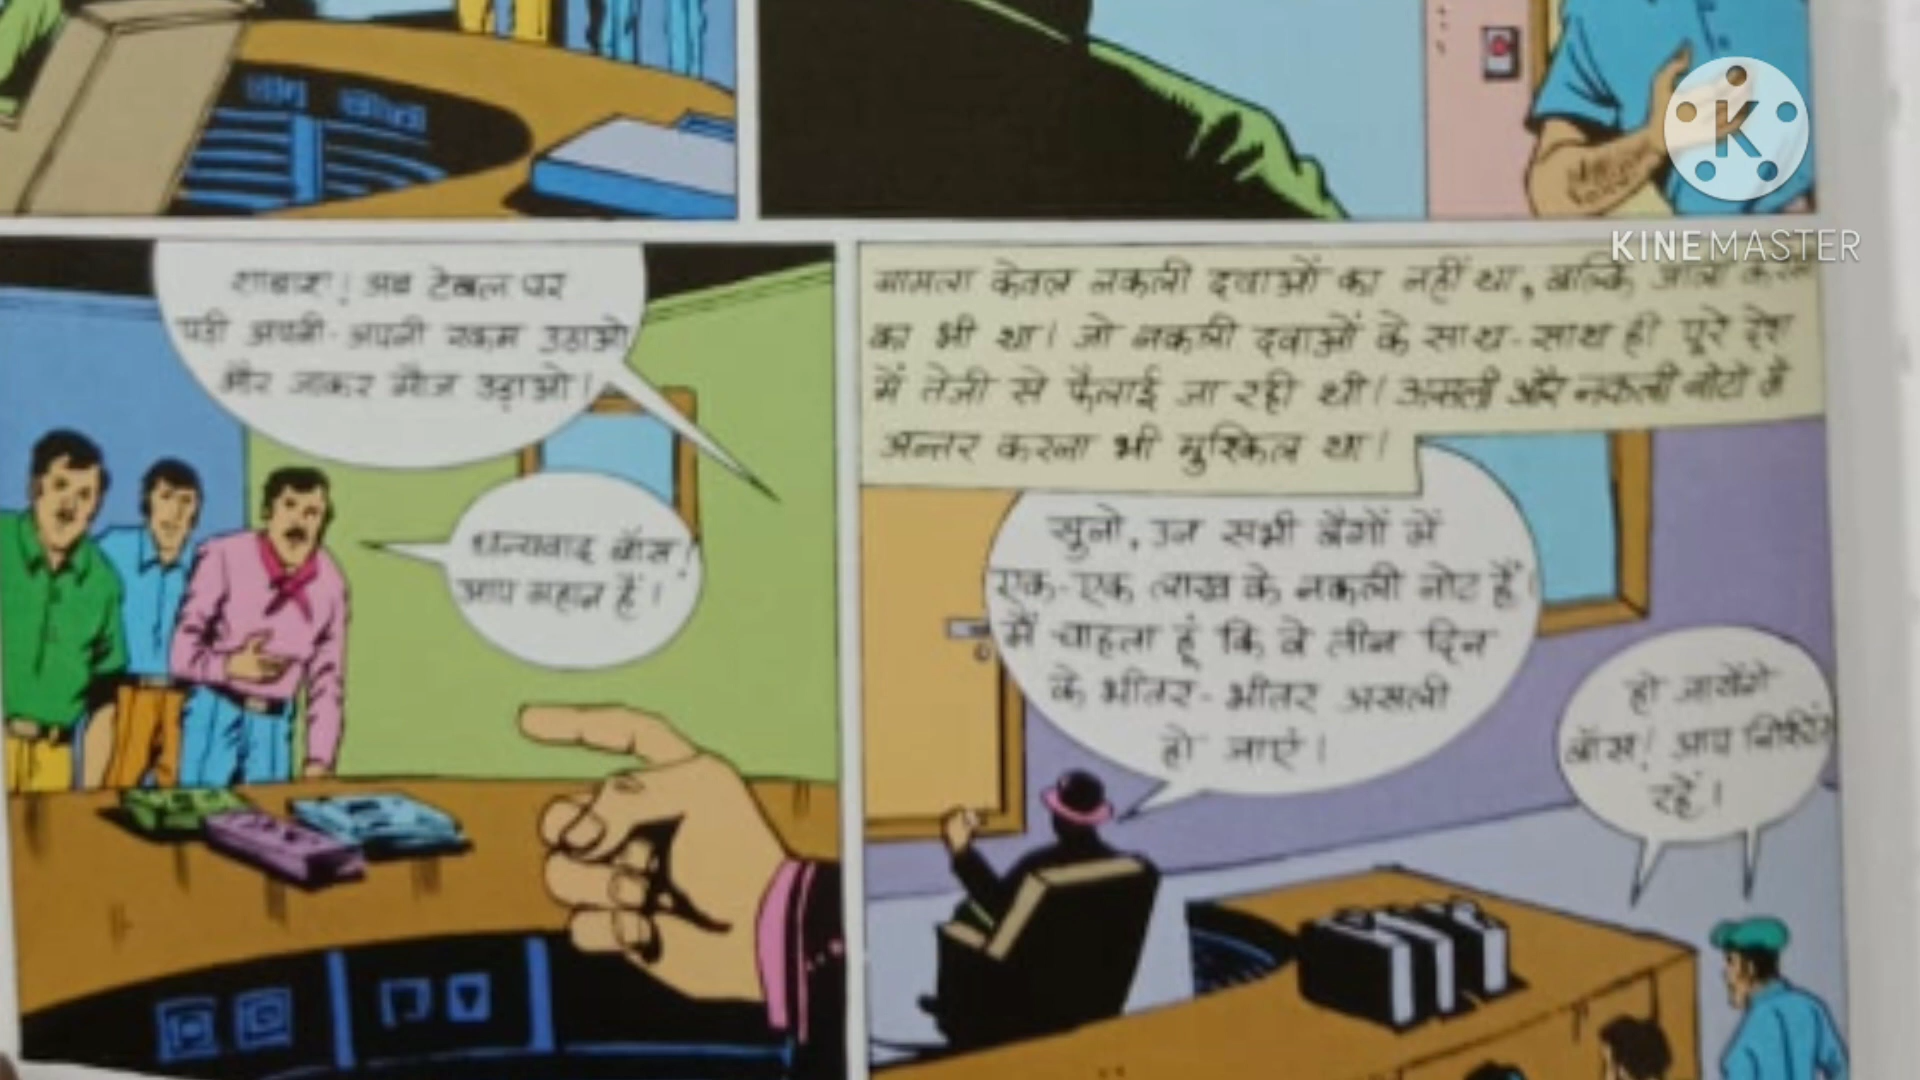 शाबाश! अब टेबल पर
पड़ी अपनी-अपनी रकम उठाओ
और जाकर मौज उड़ाओ!
धन्यवाद बॉस!
आप महान हैं!
मामला केवल नकली दवाओं का नहीं था, बल्कि जाली
का भी था! जो नकली दवाओं के साथ-साथ ही पूरे देश
में तेजी से फैलाई जा रही थी! असली और नकली नोटों में
अन्तर करना भी मुश्किल था!
सुनो, उन सभी बैगों में
एक-एक लाख के नकली नोट हैं!
मैं चाहता हूं कि वे तीन दिन
के भीतर-भीतर असली
हो जाएं!
हो जायेंगे
बॉस! आप निश्चिंत
रहें!
K
KINEMASTER